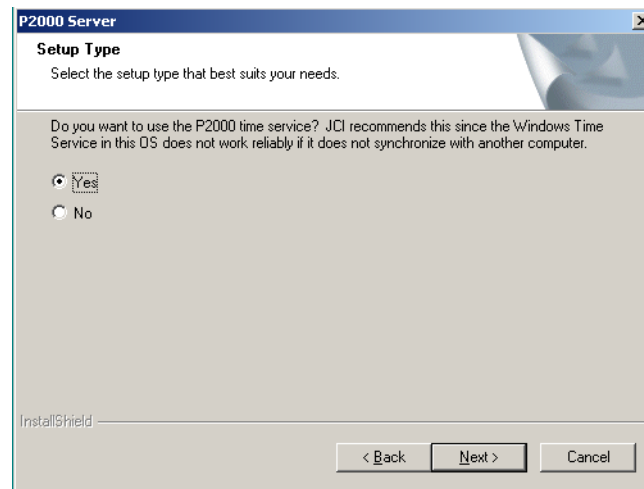 P2000 Server
Setup Type
Select the setup type that best suits your needs.
Do you want to use the P2000 time service? JCI recommends this since the Windows Time
Service in this OS does not work reliably if it does not synchronize with another computer.
Yes
No
InstallShield
< Back
Next >
Cancel